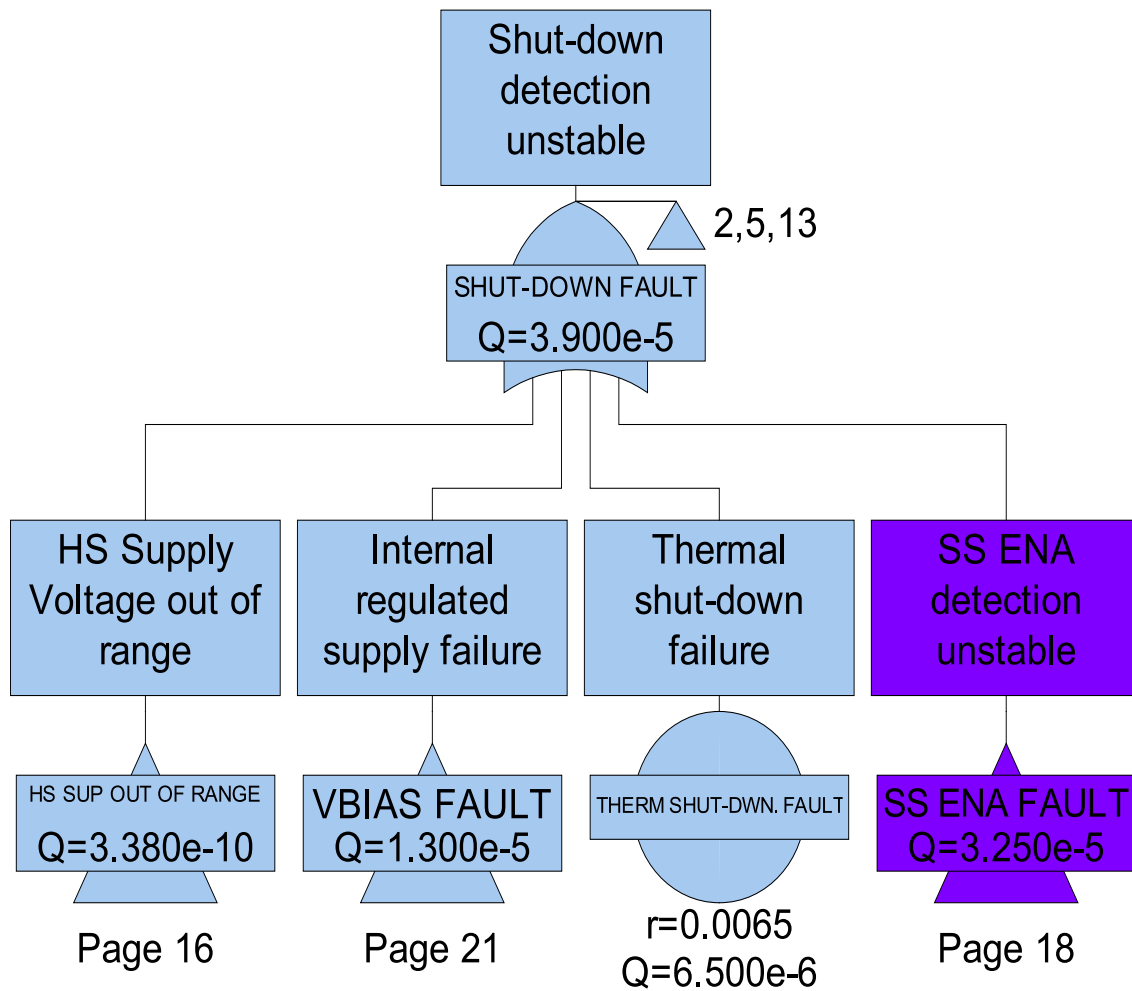 Shut-down
detection
unstable
2,5,13
SHUT-DOWN FAULT
Q=3.900e-5
HS Supply
Voltage out of
range
Internal
regulated
supply failure
Thermal
shut-down
failure
SS ENA
detection
unstable
HS SUP OUT OF RANGE
Q=3.380e-10
VBIAS FAULT
Q=1.300e-5
THERM SHUT-DWN. FAULT
SS ENA FAULT
Q=3.250e-5
Page 16
Page 21
r=0.0065
Q=6.500e-6
Page 18